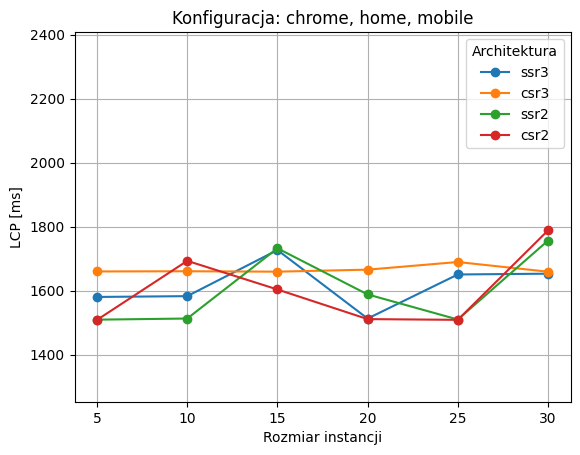 Konfiguracja: chrome, home, mobile
Architektura
ssr3
csr3
ssr2
csr2
LCP [ms]
2400
2200
2000
1800
1600
1400
5 10 15 20 25 30
Rozmiar instancji